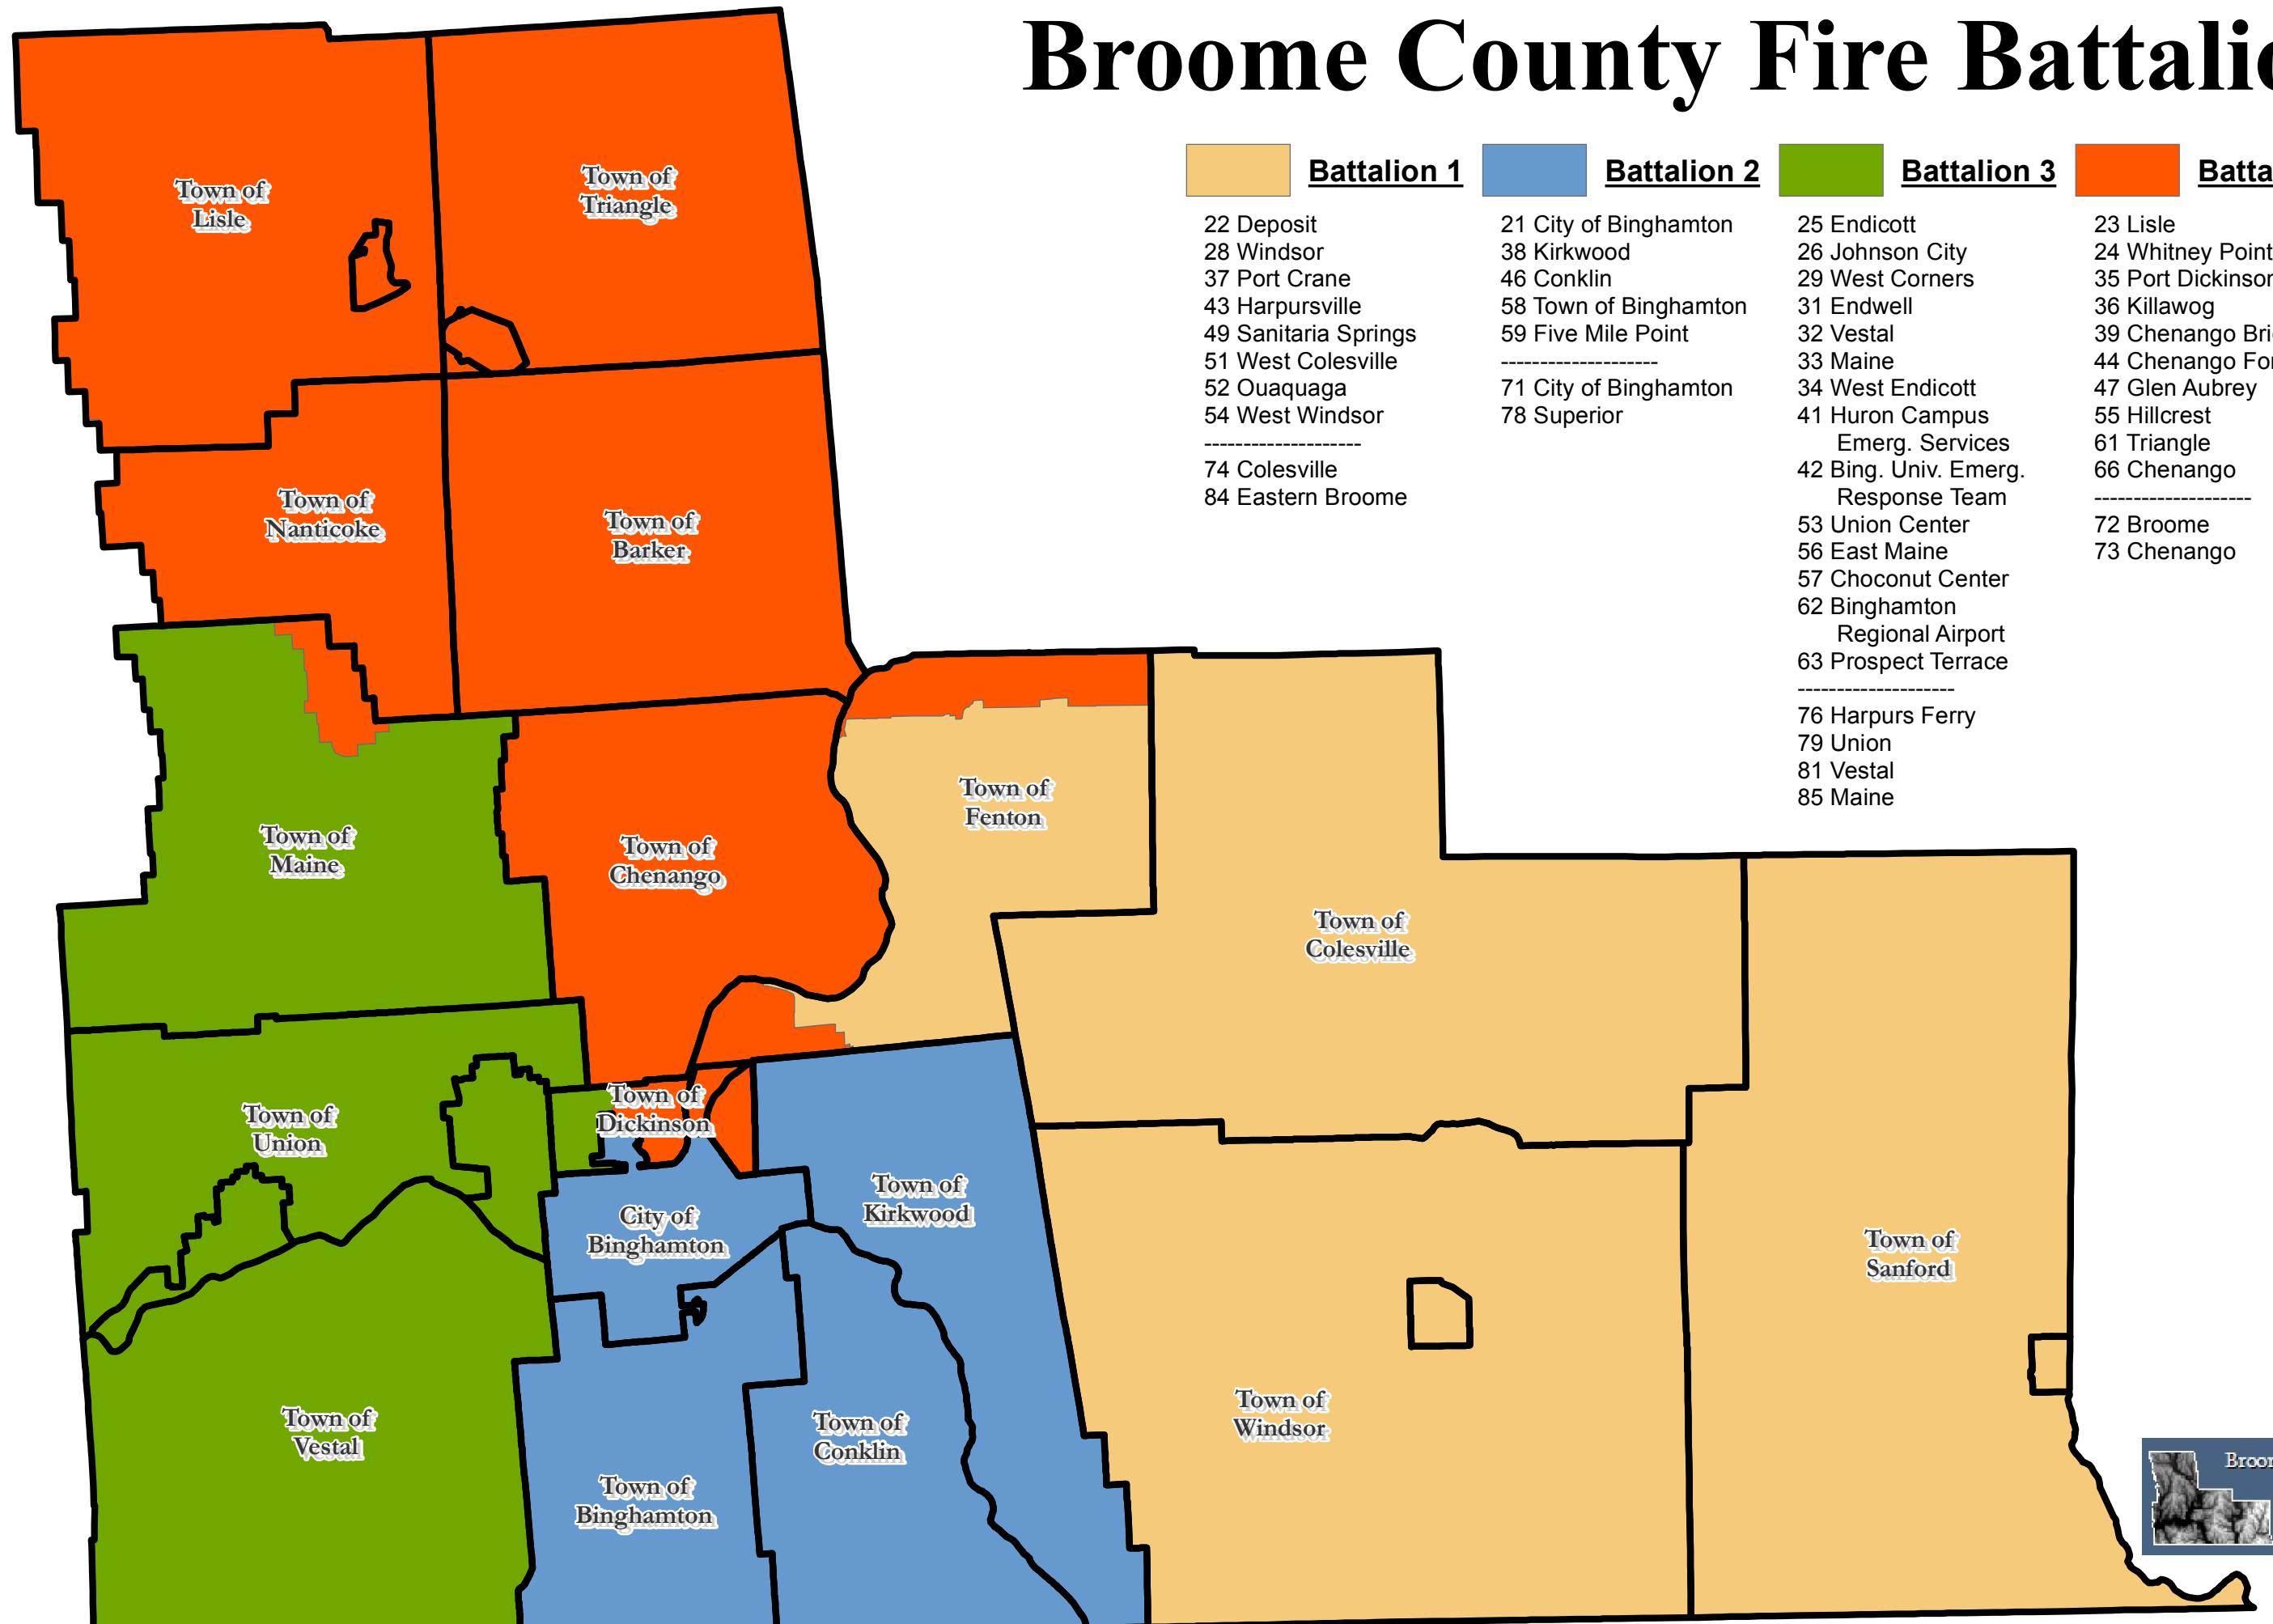 Broome County Fire Battalio
Battalion 1
22 Deposit
28 Windsor
37 Port Crane
43 Harpursville
49 Sanitaria Springs
51 West Colesville
52 Ouaquaga
54 West Windsor
--------------------
74 Colesville
84 Eastern Broome
Battalion 2
21 City of Binghamton
38 Kirkwood
46 Conklin
58 Town of Binghamton
59 Five Mile Point
--------------------
71 City of Binghamton
78 Superior
Battalion 3
25 Endicott
26 Johnson City
29 West Corners
31 Endwell
32 Vestal
33 Maine
34 West Endicott
41 Huron Campus
Emerg. Services
42 Bing. Univ. Emerg.
Response Team
53 Union Center
56 East Maine
57 Choconut Center
62 Binghamton
Regional Airport
63 Prospect Terrace
--------------------
76 Harpurs Ferry
79 Union
81 Vestal
85 Maine
Batta
23 Lisle
24 Whitney Point
35 Port Dickinson
36 Killawog
39 Chenango Bri
44 Chenango For
47 Glen Aubrey
55 Hillcrest
61 Triangle
66 Chenango
--------------------
72 Broome
73 Chenango
Town of
Lisle
Town of
Triangle
Town of
Nanticoke
Town of
Barker
Town of
Maine
Town of
Chenango
Town of
Fenton
Town of
Colesville
Town of
Union
Town of
Dickinson
City of
Binghamton
Town of
Kirkwood
Town of
Sanford
Town of
Vestal
Town of
Binghamton
Town of
Conklin
Town of
Windsor
Broor